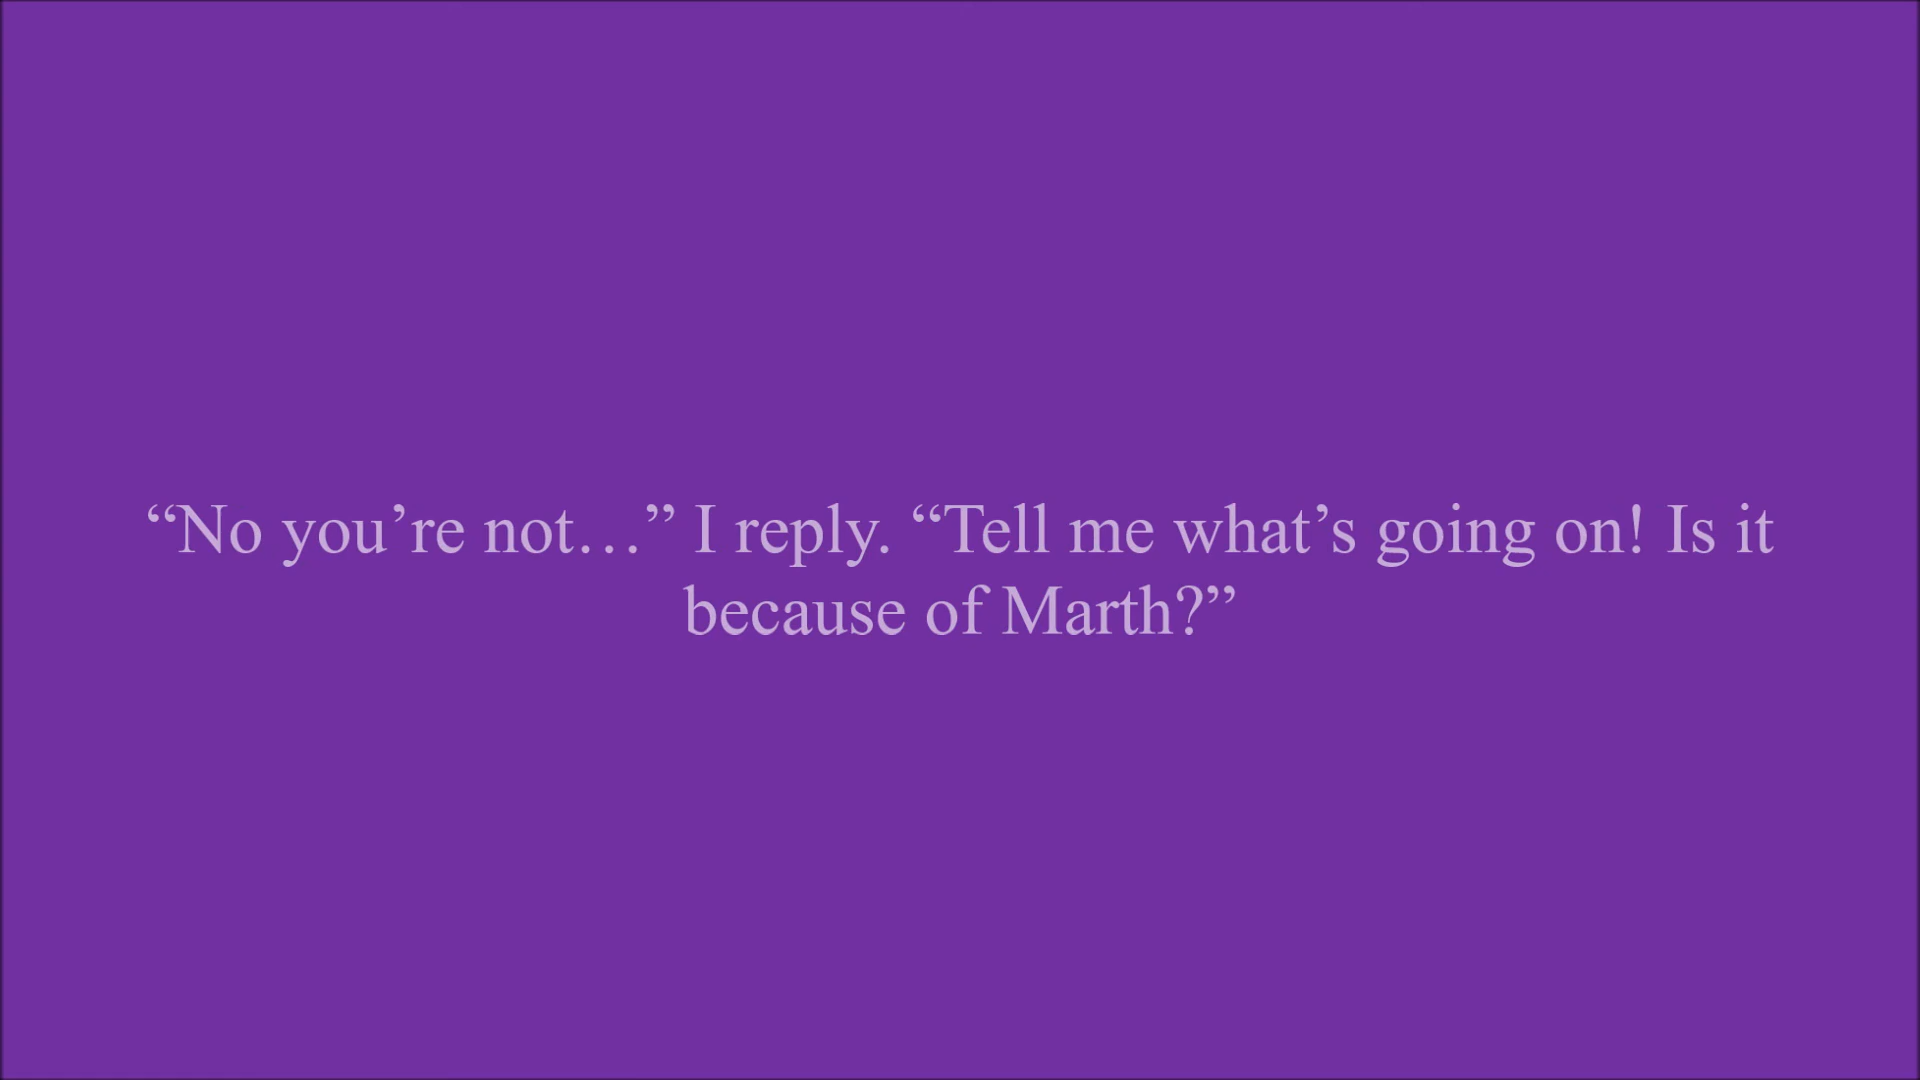 “No you’re not…” I reply. “Tell me what’s going on! Is it
because of Marth?”